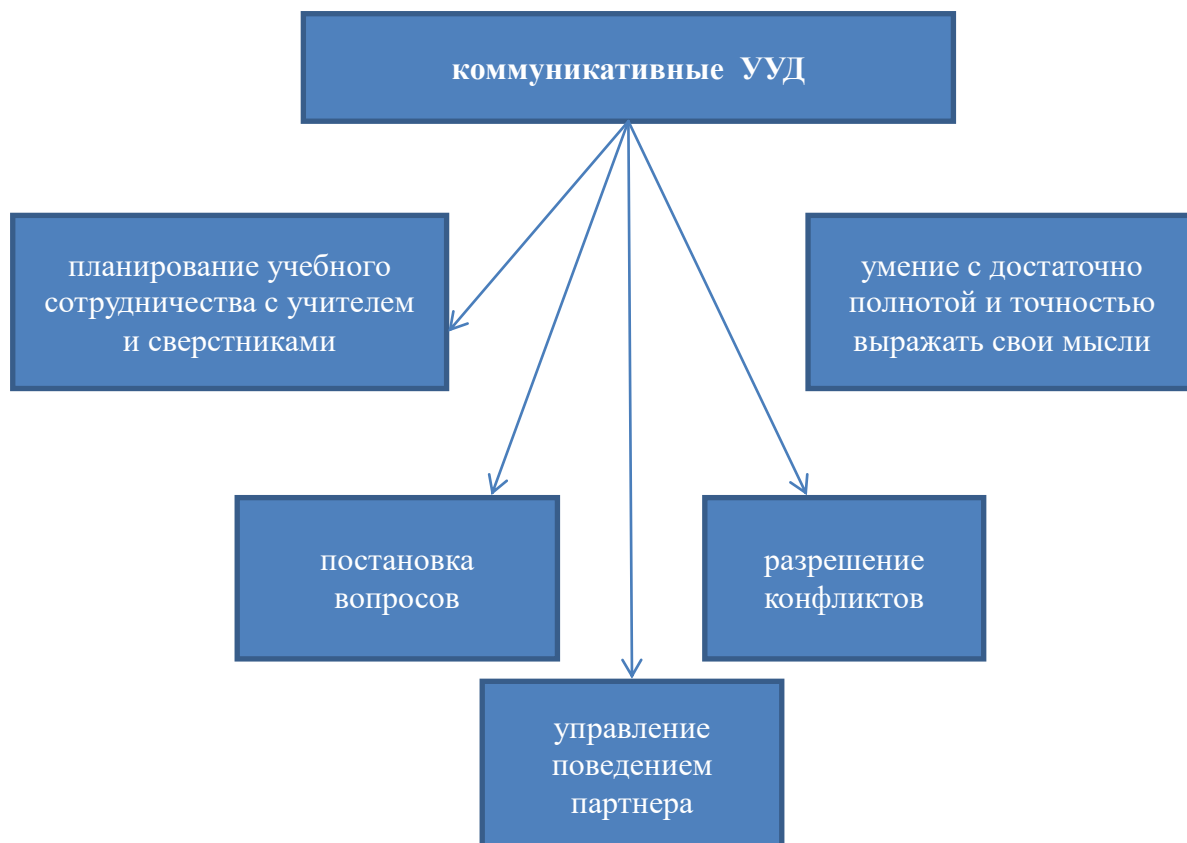 коммуникативные УУД
планирование учебного
сотрудничества с учителем
и сверстниками
умение с достаточно
полнотой и точностью
выражать свои мысли
постановка
вопросов
разрешение
конфликтов
управление
поведением
партнера